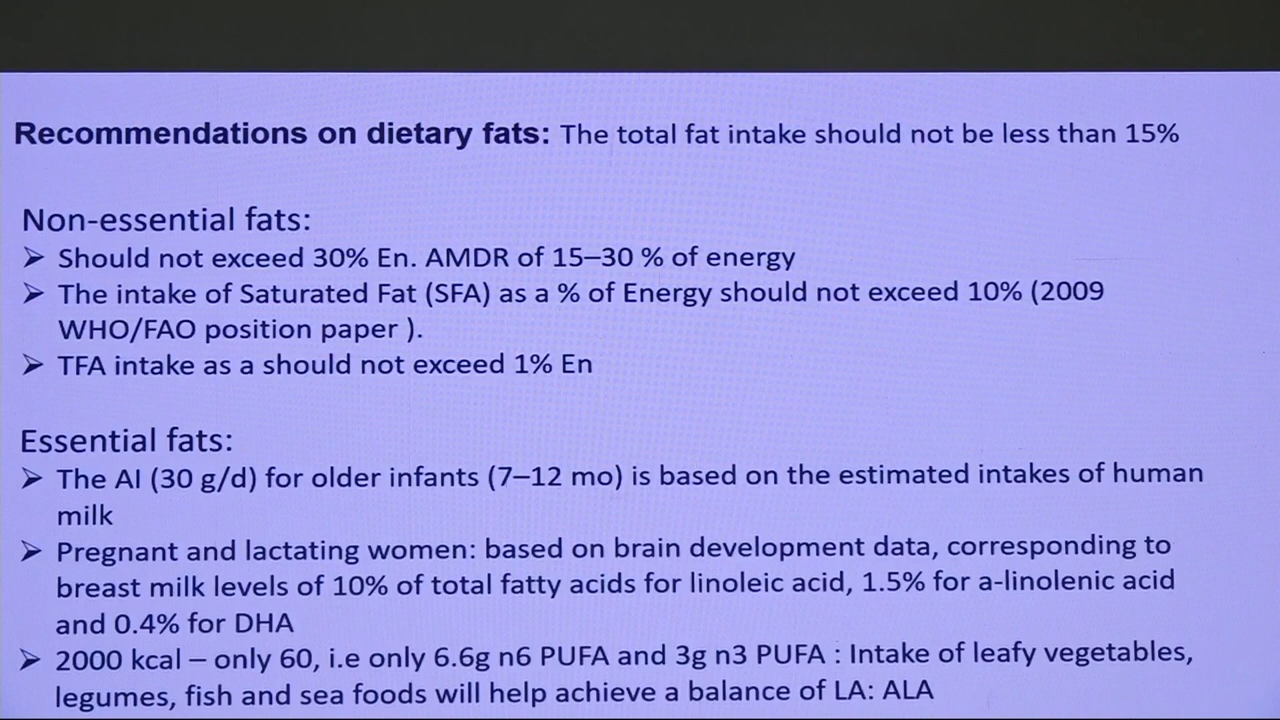 Recommendations on dietary fats: The total fat intake should not be less than 15%
Non-essential fats:
➢ Should not exceed 30% En. AMDR of 15–30 % of energy
➢ The intake of Saturated Fat (SFA) as a % of Energy should not exceed 10% (2009
WHO/FAO position paper ).
➢ TFA intake as a should not exceed 1% En
Essential fats:
➢ The AI (30 g/d) for older infants (7–12 mo) is based on the estimated intakes of human
milk
➢ Pregnant and lactating women: based on brain development data, corresponding to
breast milk levels of 10% of total fatty acids for linoleic acid, 1.5% for a-linolenic acid
and 0.4% for DHA
➢ 2000 kcal – only 60, i.e only 6.6g n6 PUFA and 3g n3 PUFA : Intake of leafy vegetables,
legumes, fish and sea foods will help achieve a balance of LA: ALA